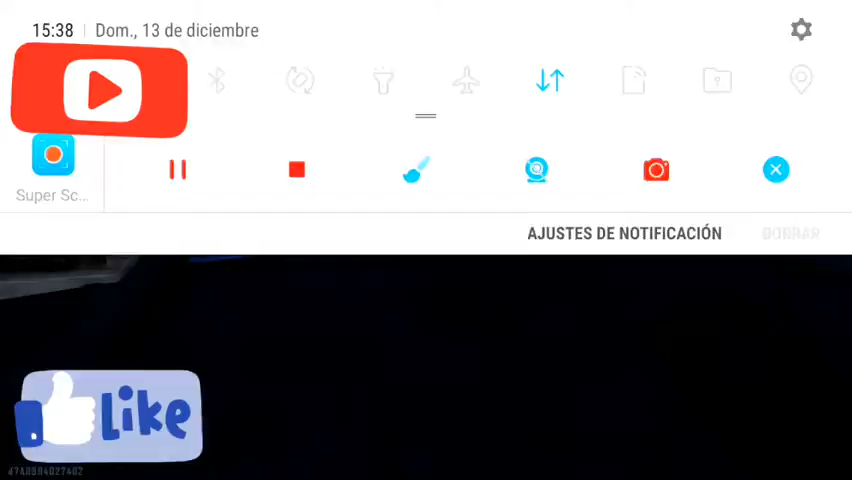 15:38 | Dom., 13 de diciembre
Super Sc...
AJUSTES DE NOTIFICACIÓN
BORRAR
Like